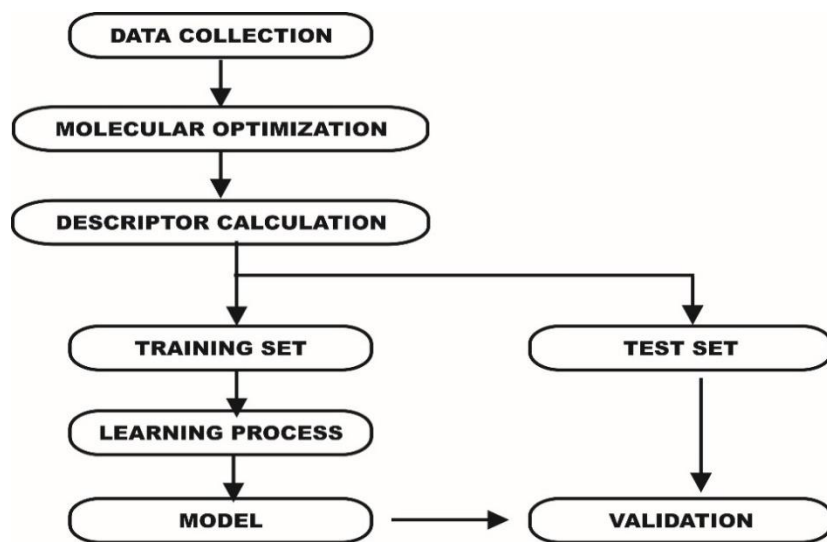 DATA COLLECTION
MOLECULAR OPTIMIZATION
DESCRIPTOR CALCULATION
TRAINING SET
TEST SET
LEARNING PROCESS
MODEL
VALIDATION